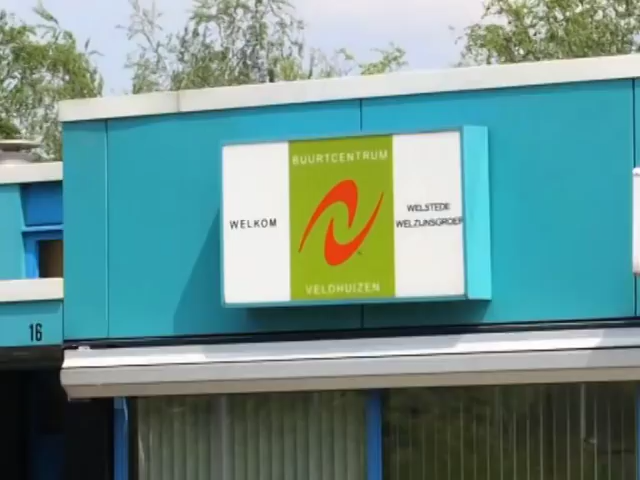 BUURTCENTRUM
WELKOM
WELSTEDE
WELZIJNSGROEP
VELDHUIZEN
16